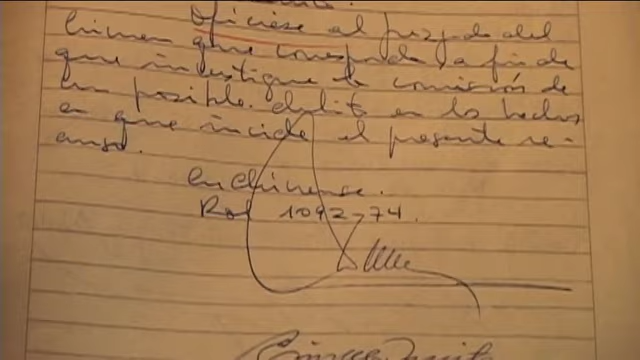 Ofíciese al juzgado del
crimen que corresponda a fin de
que investigue la comisión de
un posible delito en los hechos
en que incide el presente re-
curso.
Comuníquese.
Rol 1092-74.